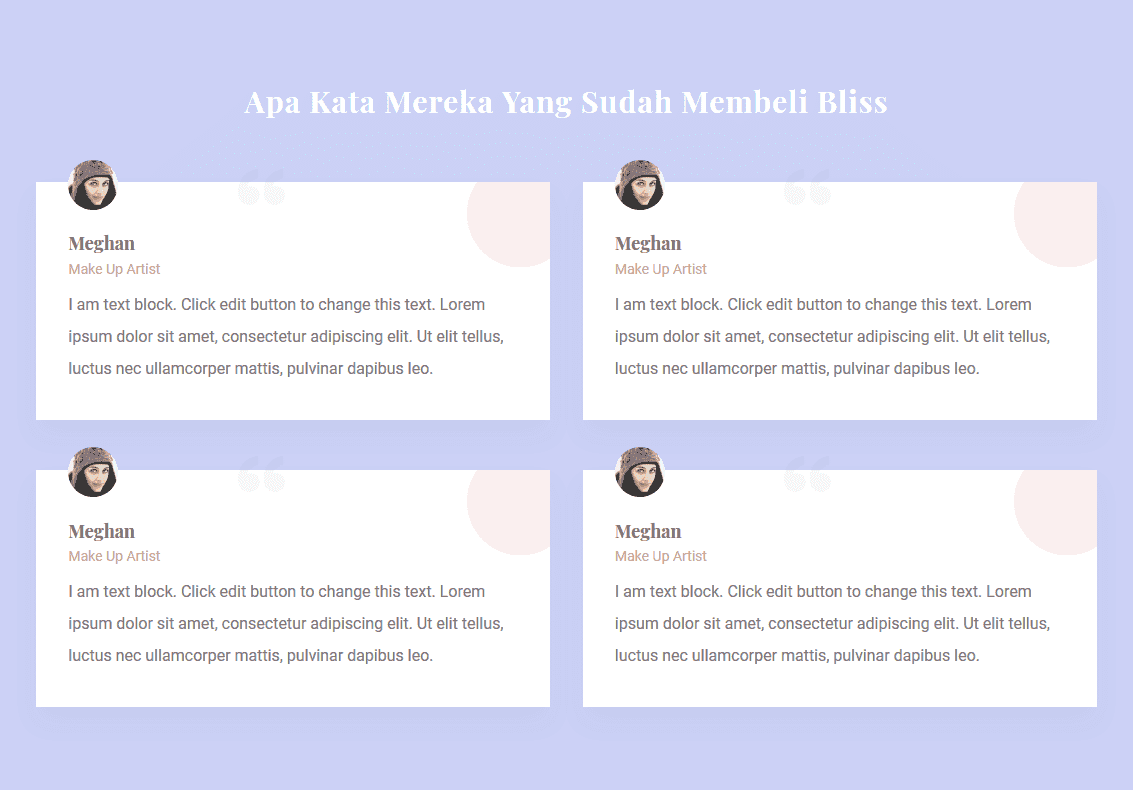 Apa Kata Mereka Yang Sudah Membeli Bliss
“
Meghan
Make Up Artist
I am text block. Click edit button to change this text. Lorem
ipsum dolor sit amet, consectetur adipiscing elit. Ut elit tellus,
luctus nec ullamcorper mattis, pulvinar dapibus leo.
“
Meghan
Make Up Artist
I am text block. Click edit button to change this text. Lorem
ipsum dolor sit amet, consectetur adipiscing elit. Ut elit tellus,
luctus nec ullamcorper mattis, pulvinar dapibus leo.
“
Meghan
Make Up Artist
I am text block. Click edit button to change this text. Lorem
ipsum dolor sit amet, consectetur adipiscing elit. Ut elit tellus,
luctus nec ullamcorper mattis, pulvinar dapibus leo.
“
Meghan
Make Up Artist
I am text block. Click edit button to change this text. Lorem
ipsum dolor sit amet, consectetur adipiscing elit. Ut elit tellus,
luctus nec ullamcorper mattis, pulvinar dapibus leo.